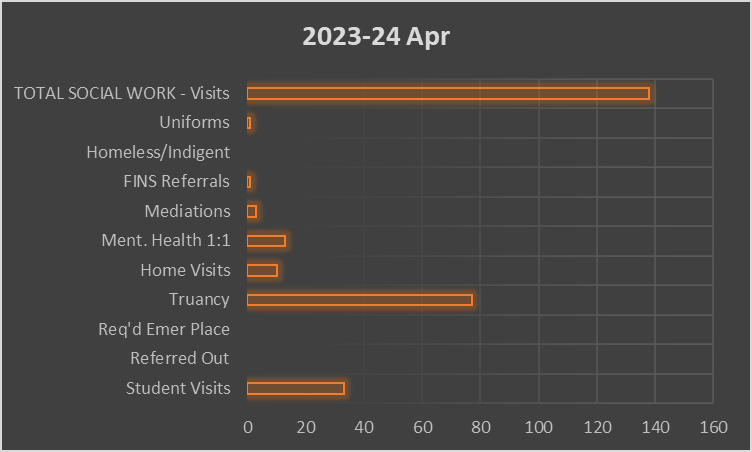 2023-24 Apr
TOTAL SOCIAL WORK - Visits
Uniforms
Homeless/Indigent
FINS Referrals
Mediations
Ment. Health 1:1
Home Visits
Truancy
Req'd Emer Place
Referred Out
Student Visits
0 20 40 60 80 100 120 140 160